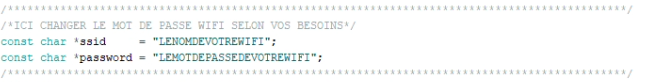 /******************************************************************************************/
/*ICI CHANGER LE MOT DE PASSE WIFI SELON VOS BESOINS*/
const char *ssid     = "LENOMDEVOTREWIFI";
const char *password = "LEMOTDEPASSEDEVOTREWIFI";
/******************************************************************************************/